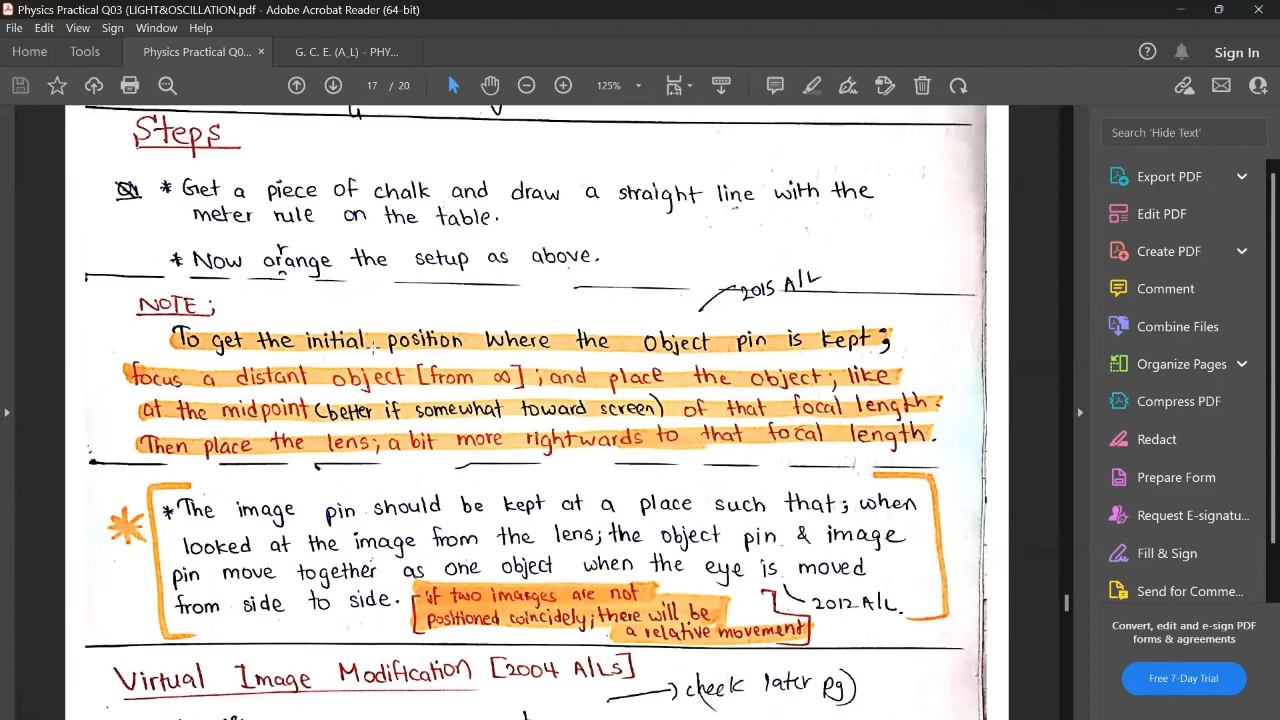 Physics Practical Q03 (LIGHT&OSCILLATION.pdf - Adobe Acrobat Reader (64-bit)
File Edit View Sign Window Help
Home Tools Physics Practical Q0... × G. C. E. (A_L) - PHY... Sign In
17 / 20 125%
Steps
* Get a piece of chalk and draw a straight line with the
meter rule on the table.
* Now arrange the setup as above.
2015 A/L
NOTE;
To get the initial position where the object pin is kept;
focus a distant object [from ∞]; and place the object; like
at the midpoint (better if somewhat toward screen) of that focal length.
Then place the lens; a bit more rightwards to that focal length.
* The image pin should be kept at a place such that; when
looked at the image from the lens; the object pin & image
pin move together as one object when the eye is moved
from side to side. [if two imarges are not
positioned coincidely; there will be
a relative movement]
2012 A/L.
Virtual Image Modification [2004 A/Ls]
→ check later pg)
Search 'Hide Text'
Export PDF
Edit PDF
Create PDF
Comment
Combine Files
Organize Pages
Compress PDF
Redact
Prepare Form
Request E-signatu...
Fill & Sign
Send for Comme...
Convert, edit and e-sign PDF
forms & agreements
Free 7-Day Trial